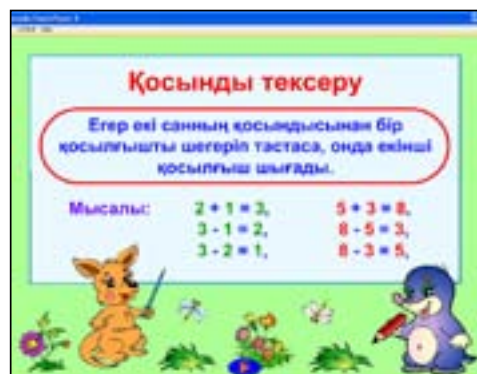 Қосынды тексеру
Егер екі санның қосындысынан бір
қосылғышты шегеріп тастаса, онда екінші
қосылғыш шығады.
Мысалы: 2 + 1 = 3, 5 + 3 = 8,
3 - 1 = 2, 8 - 5 = 3,
3 - 2 = 1, 8 - 3 = 5,